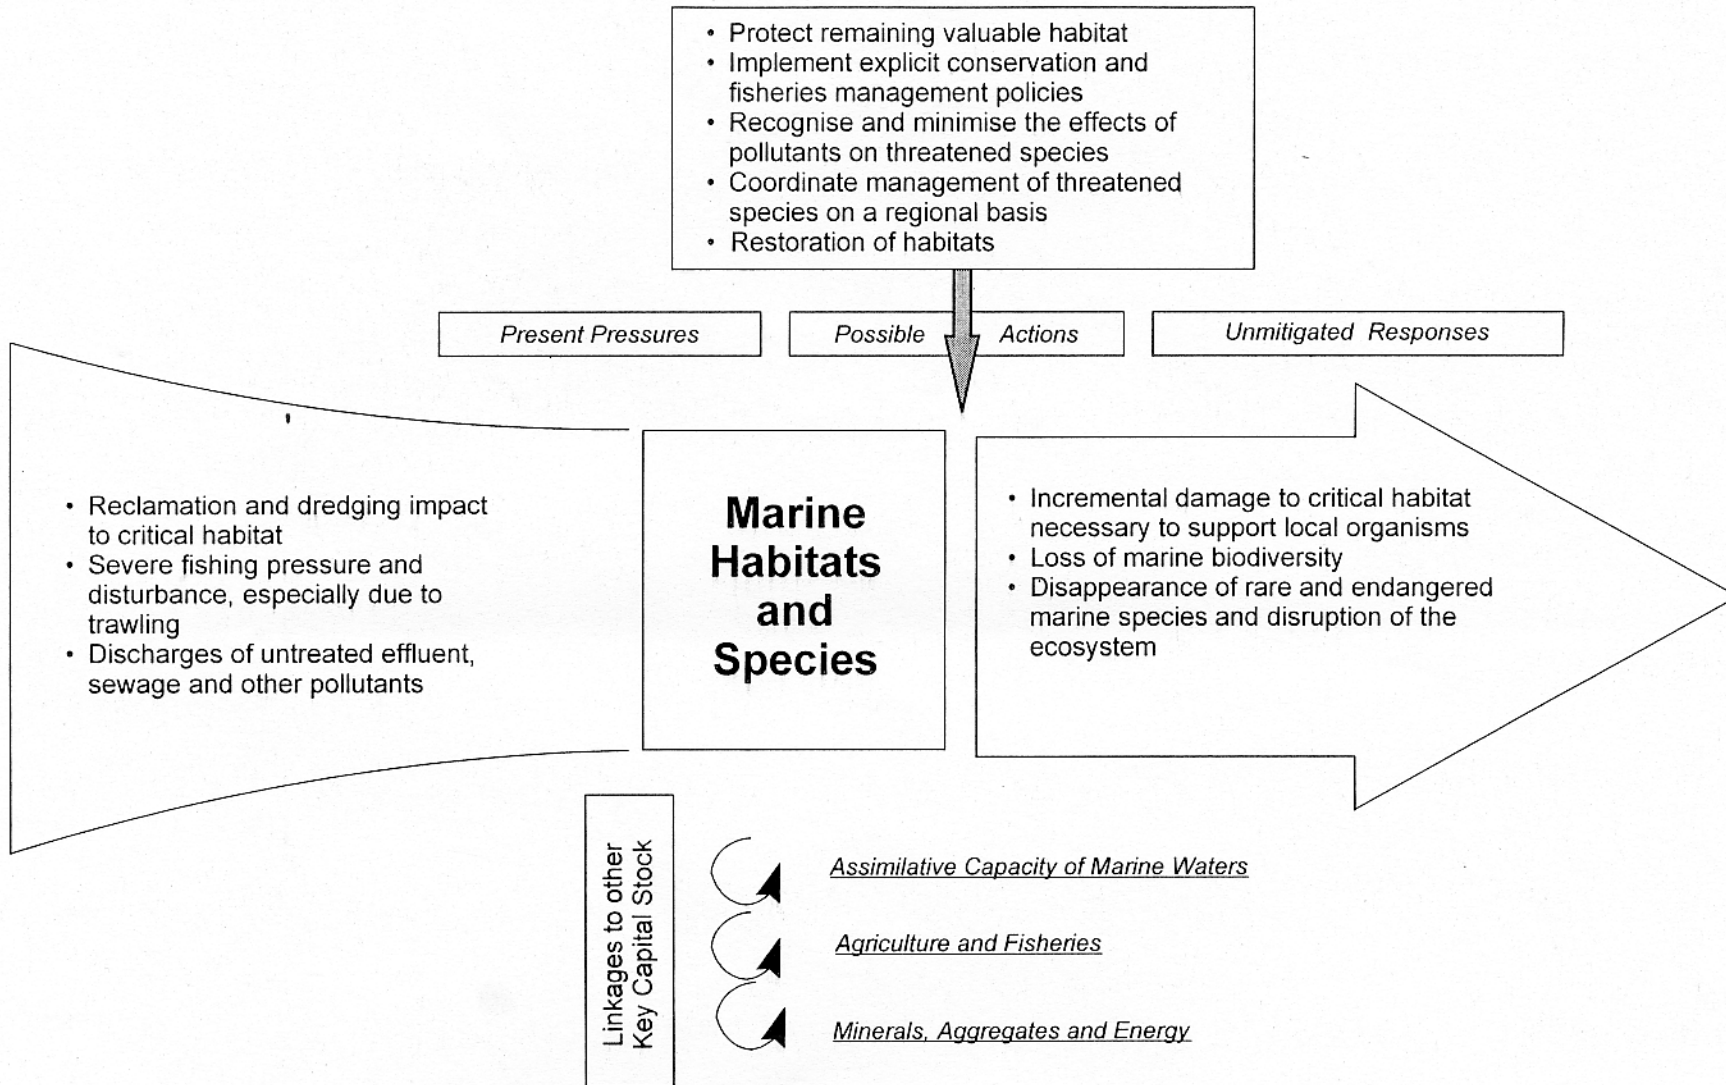 • Protect remaining valuable habitat
• Implement explicit conservation and
fisheries management policies
• Recognise and minimise the effects of
pollutants on threatened species
• Coordinate management of threatened
species on a regional basis
• Restoration of habitats
Present Pressures
Possible Actions
Unmitigated Responses
• Reclamation and dredging impact
to critical habitat
• Severe fishing pressure and
disturbance, especially due to
trawling
• Discharges of untreated effluent,
sewage and other pollutants
Marine
Habitats
and
Species
• Incremental damage to critical habitat
necessary to support local organisms
• Loss of marine biodiversity
• Disappearance of rare and endangered
marine species and disruption of the
ecosystem
Linkages to other
Key Capital Stock
Assimilative Capacity of Marine Waters
Agriculture and Fisheries
Minerals, Aggregates and Energy